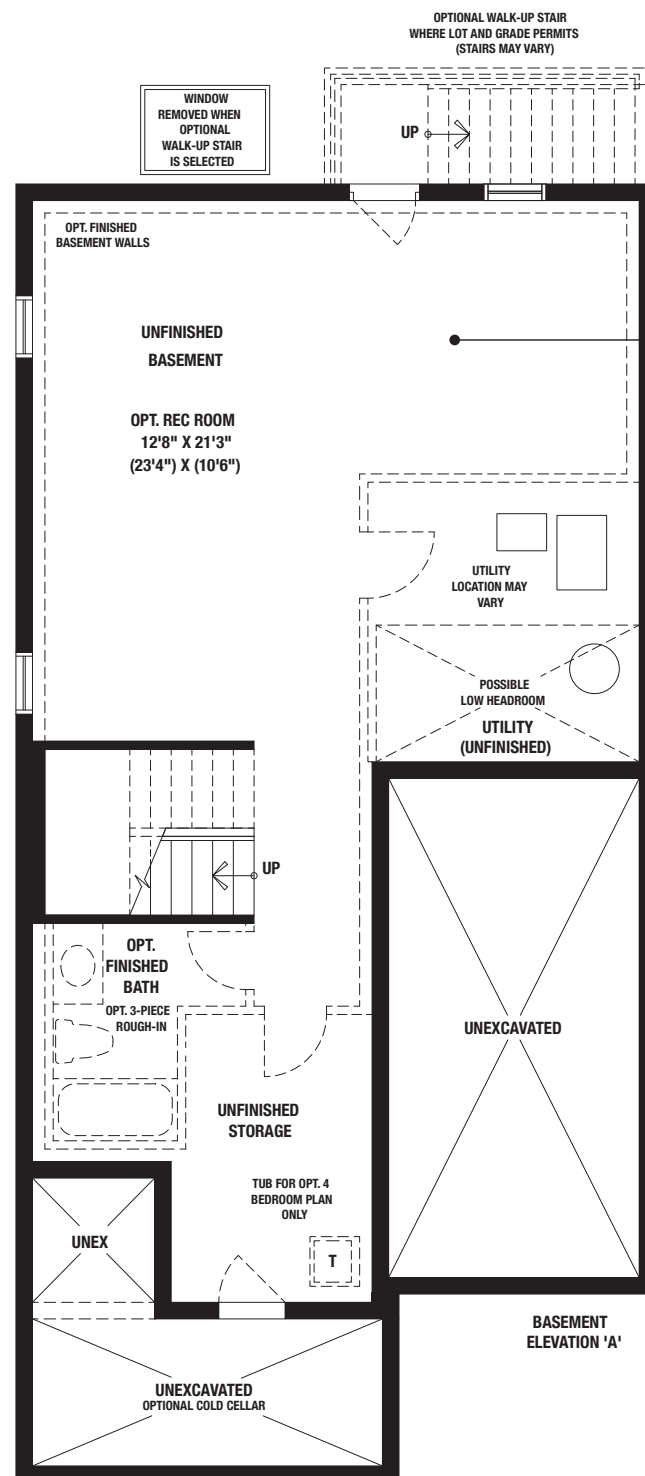 OPTIONAL WALK-UP STAIR
WHERE LOT AND GRADE PERMITS
(STAIRS MAY VARY)
WINDOW
REMOVED WHEN
OPTIONAL
WALK-UP STAIR
IS SELECTED
UP
OPT. FINISHED
BASEMENT WALLS
UNFINISHED
BASEMENT
OPT. REC ROOM
12'8" X 21'3"
(23'4") X (10'6")
UTILITY
LOCATION MAY
VARY
POSSIBLE
LOW HEADROOM
UTILITY
(UNFINISHED)
UP
OPT.
FINISHED
BATH
OPT. 3-PIECE
ROUGH-IN
UNEXCAVATED
UNFINISHED
STORAGE
TUB FOR OPT. 4
BEDROOM PLAN
ONLY
UNEX
T
BASEMENT
ELEVATION 'A'
UNEXCAVATED
OPTIONAL COLD CELLAR